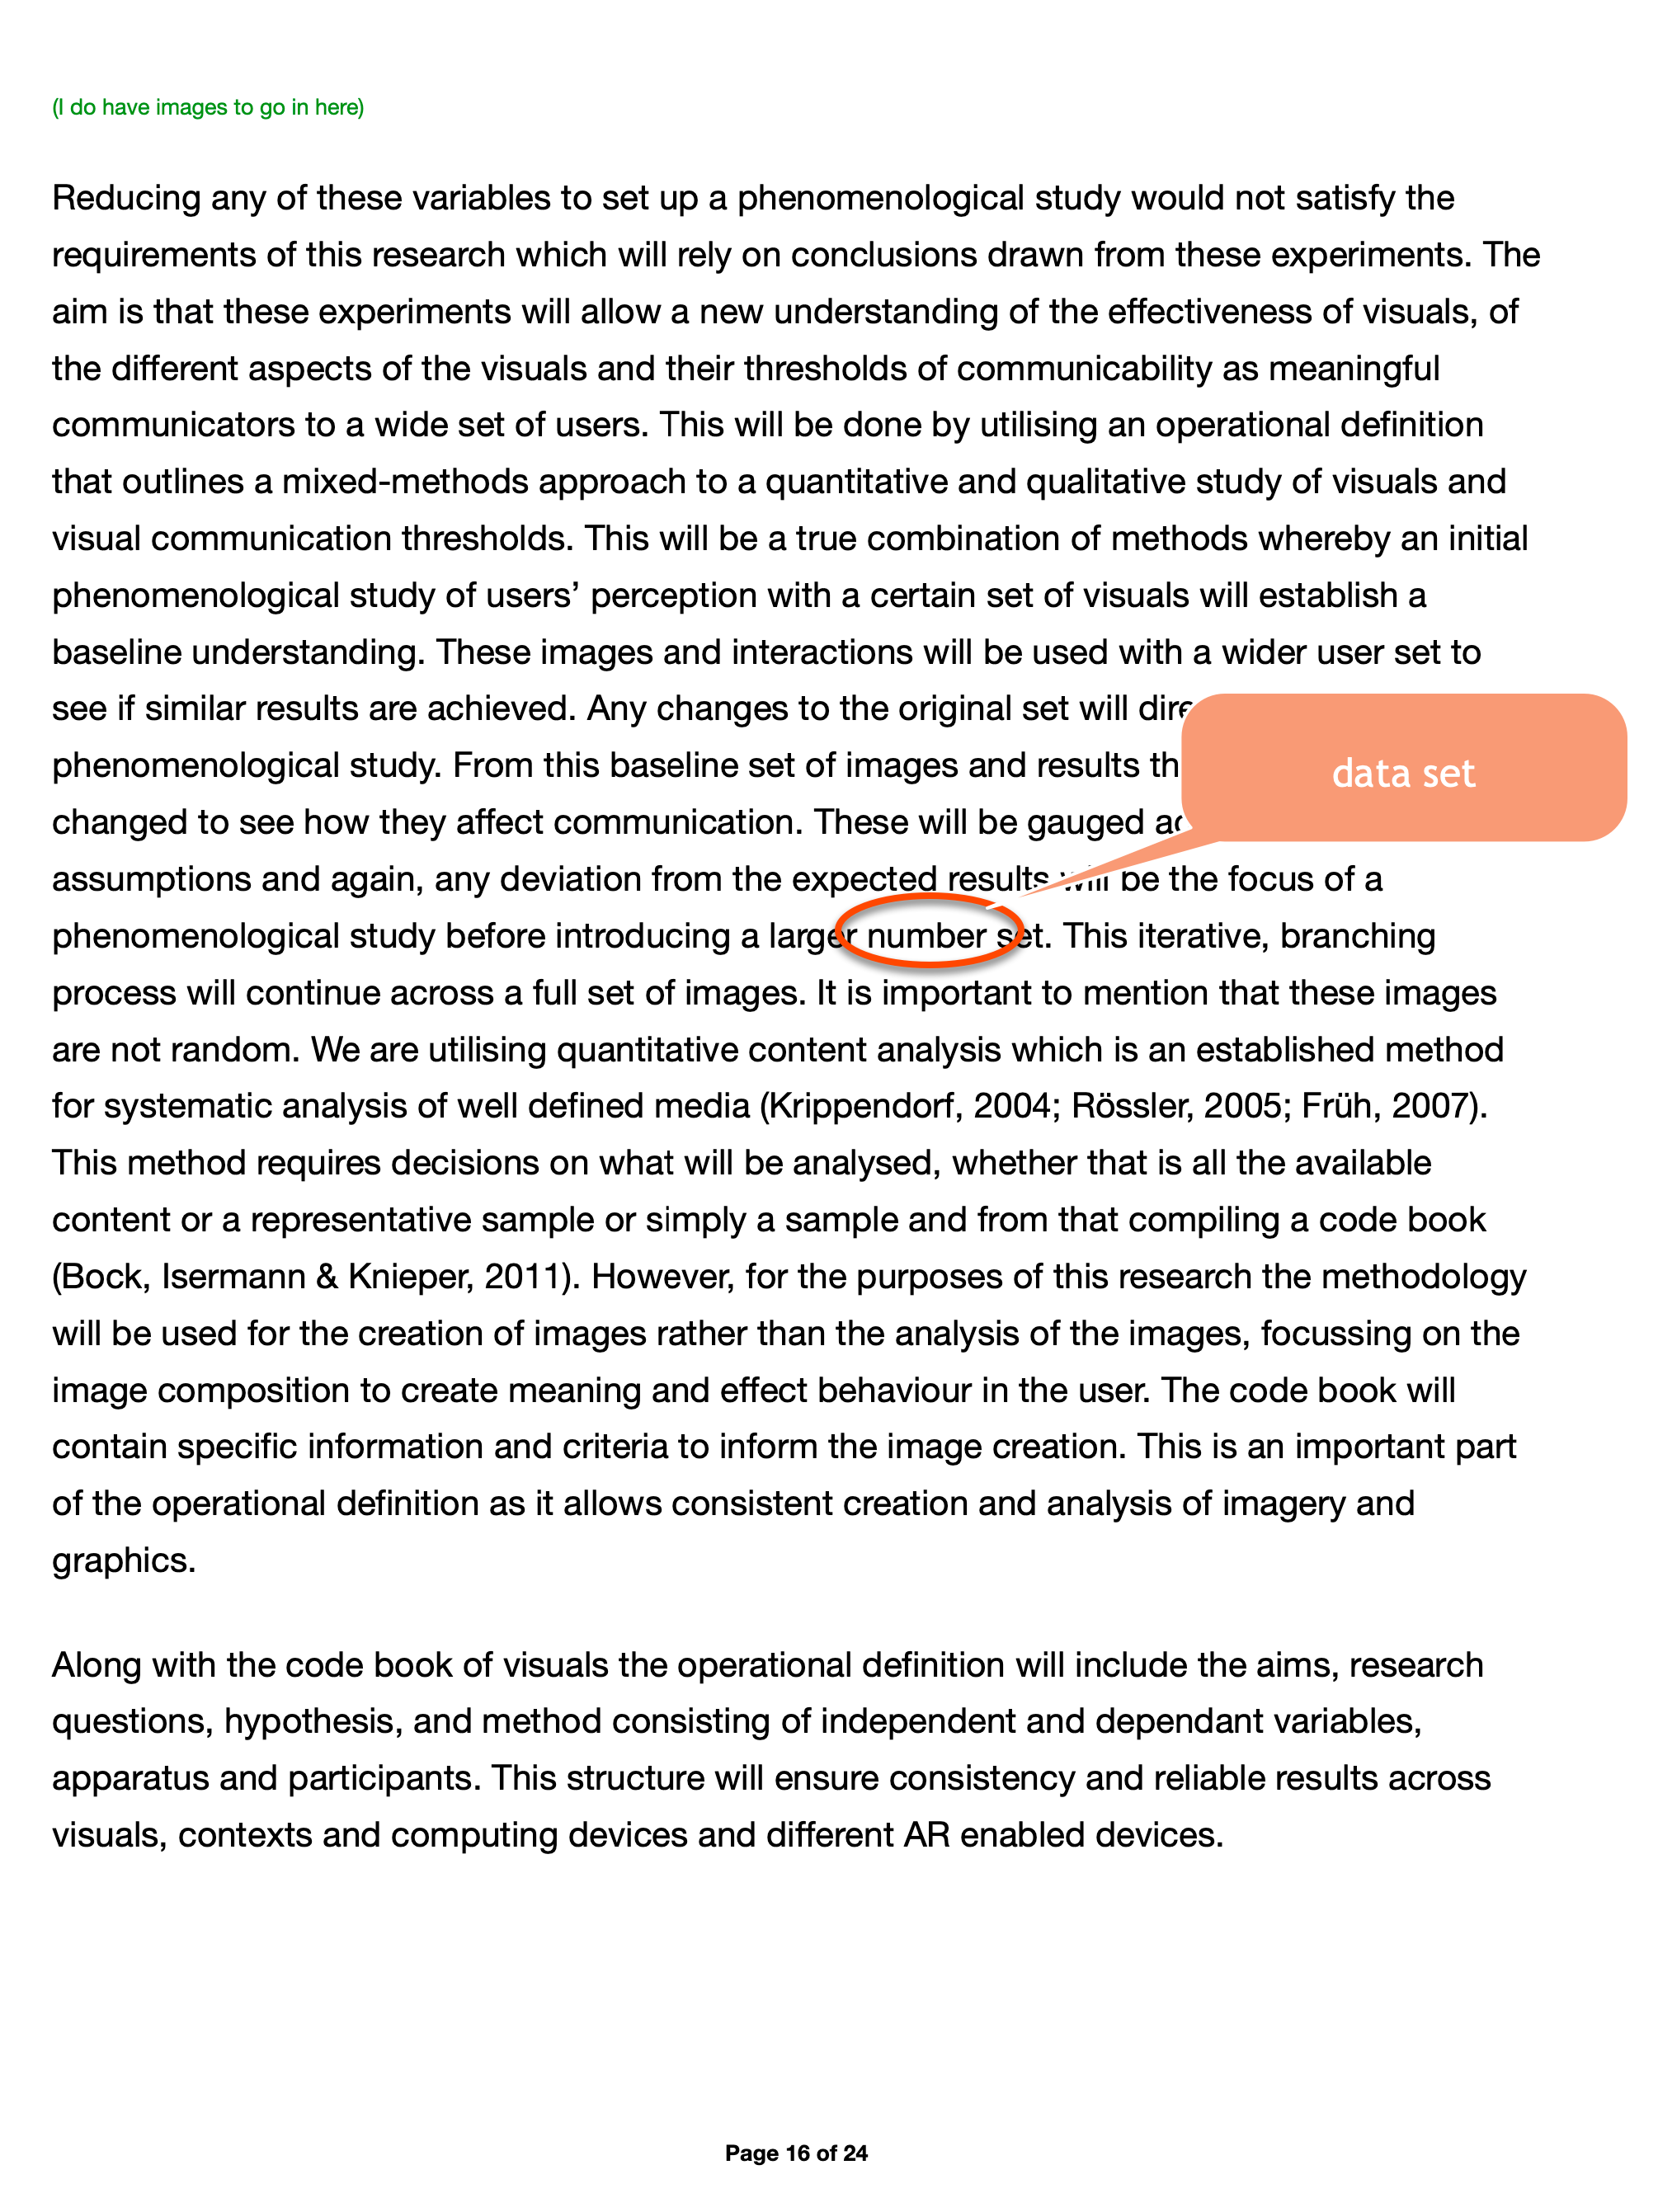 (I do have images to go in here)
Reducing any of these variables to set up a phenomenological study would not satisfy the
requirements of this research which will rely on conclusions drawn from these experiments. The
aim is that these experiments will allow a new understanding of the effectiveness of visuals, of
the different aspects of the visuals and their thresholds of communicability as meaningful
communicators to a wide set of users. This will be done by utilising an operational definition
that outlines a mixed-methods approach to a quantitative and qualitative study of visuals and
visual communication thresholds. This will be a true combination of methods whereby an initial
phenomenological study of users’ perception with a certain set of visuals will establish a
baseline understanding. These images and interactions will be used with a wider user set to
see if similar results are achieved. Any changes to the original set will
phenomenological study. From this baseline set of images and results
data set
changed to see how they affect communication. These will be gauged
assumptions and again, any deviation from the expected results will be the focus of a
phenomenological study before introducing a larger number set. This iterative, branching
process will continue across a full set of images. It is important to mention that these images
are not random. We are utilising quantitative content analysis which is an established method
for systematic analysis of well defined media (Krippendorf, 2004; Rössler, 2005; Früh, 2007).
This method requires decisions on what will be analysed, whether that is all the available
content or a representative sample or simply a sample and from that compiling a code book
(Bock, Isermann & Knieper, 2011). However, for the purposes of this research the methodology
will be used for the creation of images rather than the analysis of the images, focussing on the
image composition to create meaning and effect behaviour in the user. The code book will
contain specific information and criteria to inform the image creation. This is an important part
of the operational definition as it allows consistent creation and analysis of imagery and
graphics.
Along with the code book of visuals the operational definition will include the aims, research
questions, hypothesis, and method consisting of independent and dependant variables,
apparatus and participants. This structure will ensure consistency and reliable results across
visuals, contexts and computing devices and different AR enabled devices.
Page 16 of 24